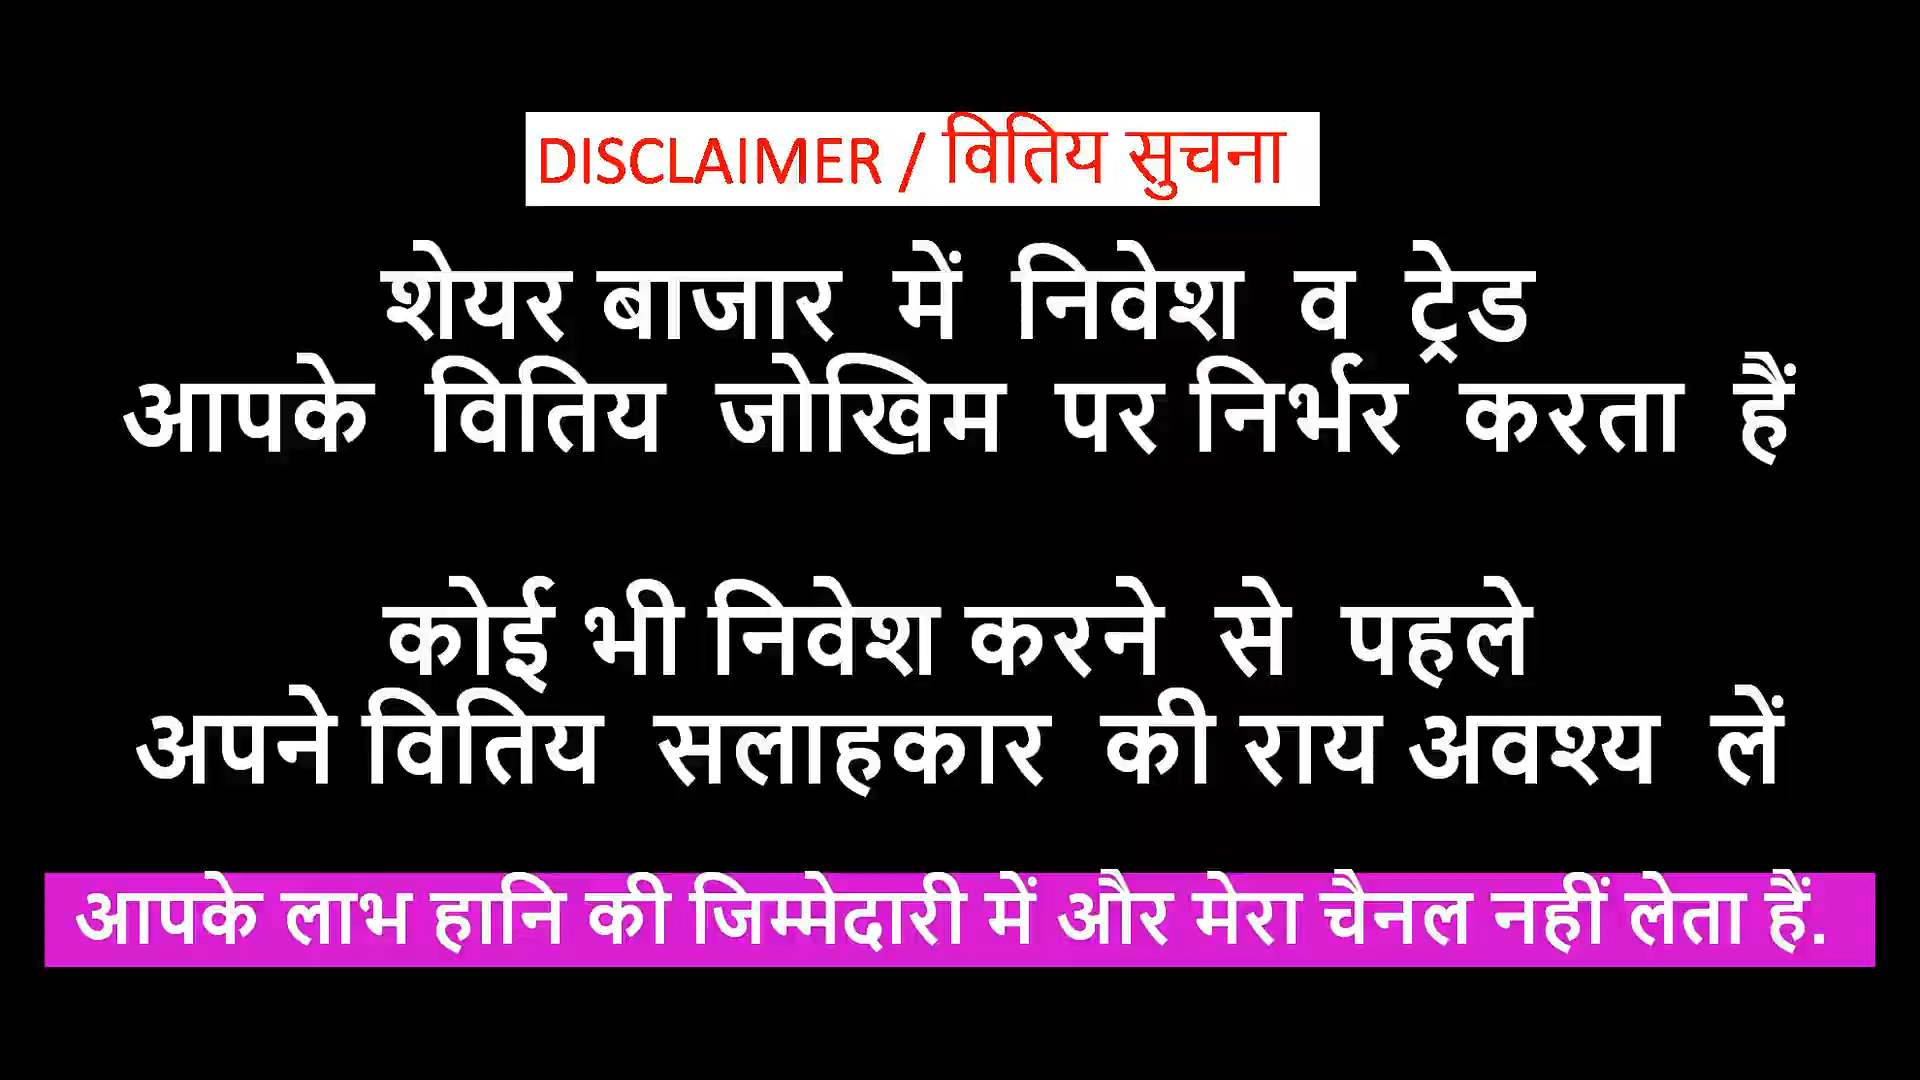 DISCLAIMER / वितिय सुचना
शेयर बाजार में निवेश व ट्रेड
आपके वितिय जोखिम पर निर्भर करता हैं
कोई भी निवेश करने से पहले
अपने वितिय सलाहकार की राय अवश्य लें
आपके लाभ हानि की जिम्मेदारी में और मेरा चैनल नहीं लेता हैं.